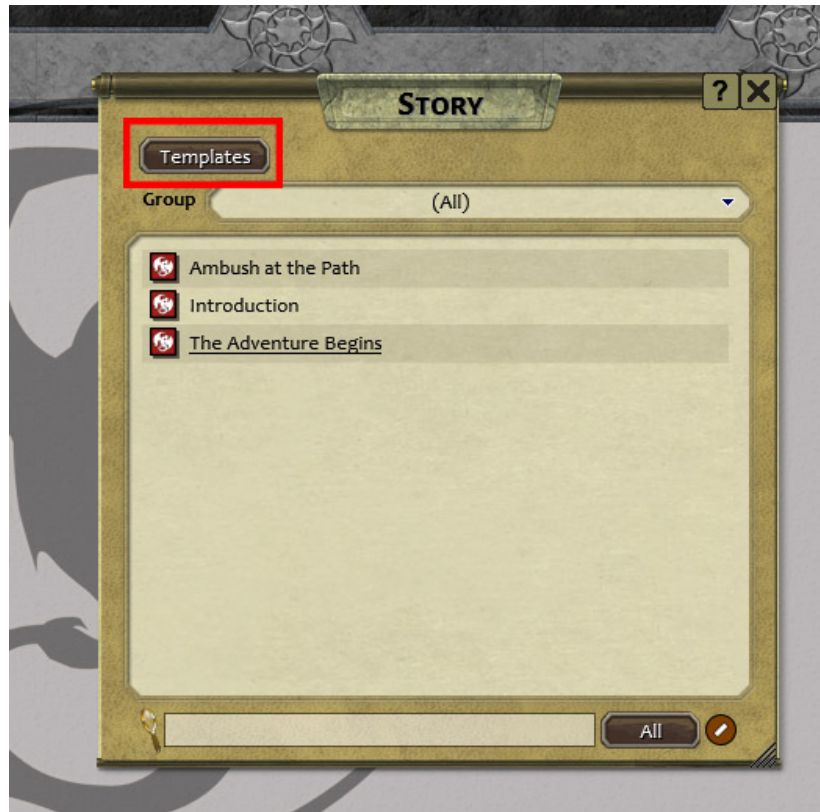 STORY
? X
Templates
Group (All)
Ambush at the Path
Introduction
The Adventure Begins
All